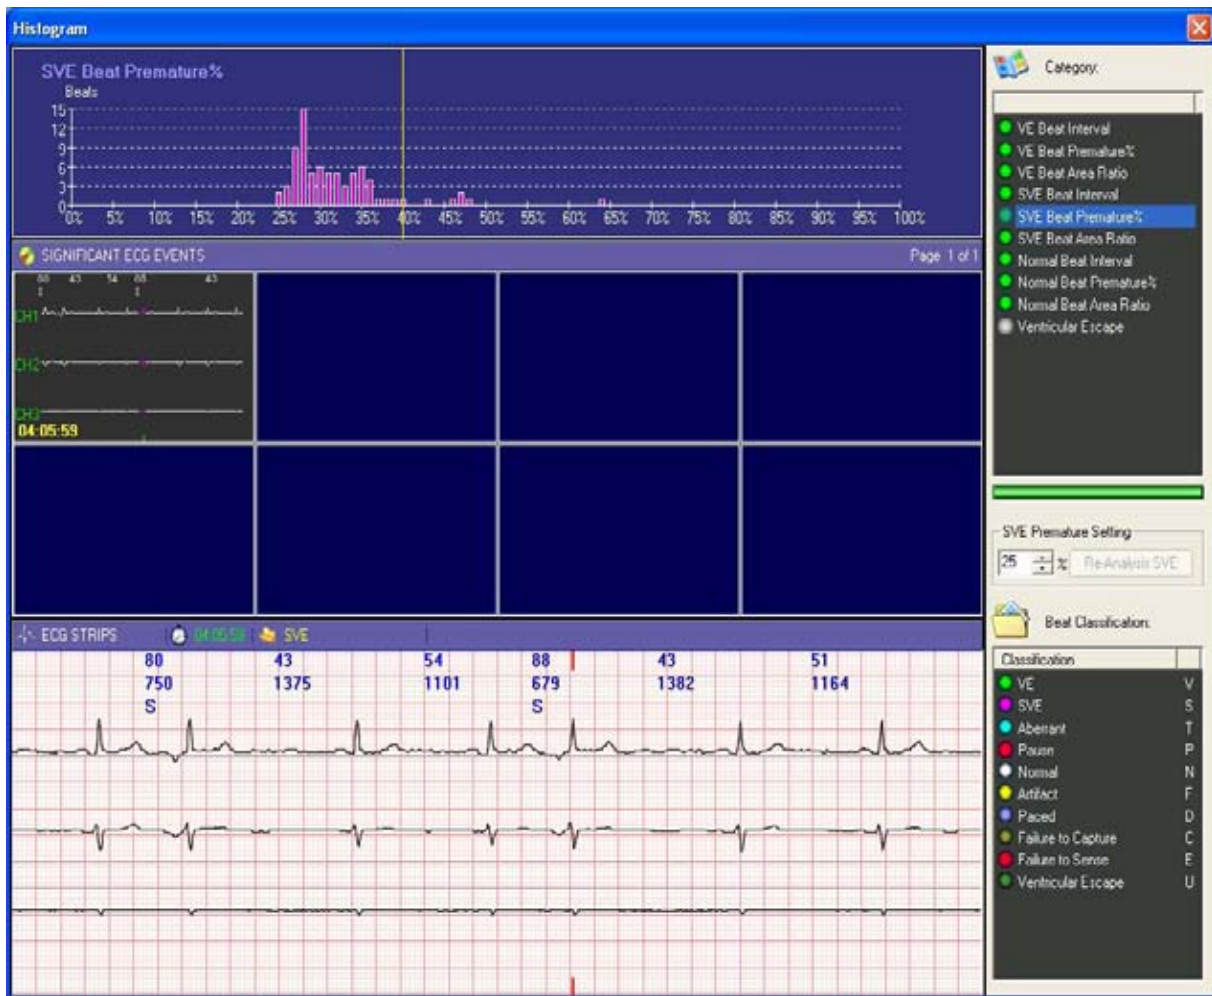 Histogram
SVE Beat Premature%
Beats
15
12
9
6
3
0
0% 5% 10% 15% 20% 25% 30% 35% 40% 45% 50% 55% 60% 65% 70% 75% 80% 85% 90% 95% 100%
SIGNIFICANT ECG EVENTS Page 1 of 1
88 43 54 88 43
CH1
CH2
CH3
04:05:59
ECG STRIPS 04:05:59 SVE
80 43 54 88 43 51
750 1375 1101 679 1382 1164
S S
Category:
VE Beat Interval
VE Beat Premature%
VE Beat Area Ratio
SVE Beat Interval
SVE Beat Premature%
SVE Beat Area Ratio
Normal Beat Interval
Normal Beat Premature%
Normal Beat Area Ratio
Ventricular Escape
SVE Premature Setting
25 % Re-Analysis SVE
Beat Classification:
Classification
VE V
SVE S
Aberrant T
Pause P
Normal N
Artifact F
Paced D
Failure to Capture C
Failure to Sense E
Ventricular Escape U